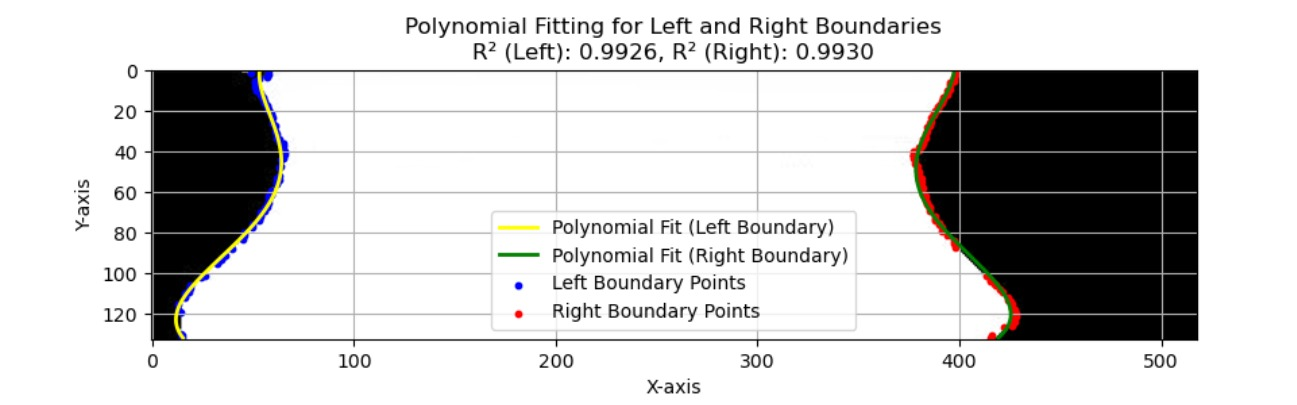 Polynomial Fitting for Left and Right Boundaries
R² (Left): 0.9926, R² (Right): 0.9930
0
20
40
60
80
100
120
Y-axis
Polynomial Fit (Left Boundary)
Polynomial Fit (Right Boundary)
Left Boundary Points
Right Boundary Points
0 100 200 300 400 500
X-axis